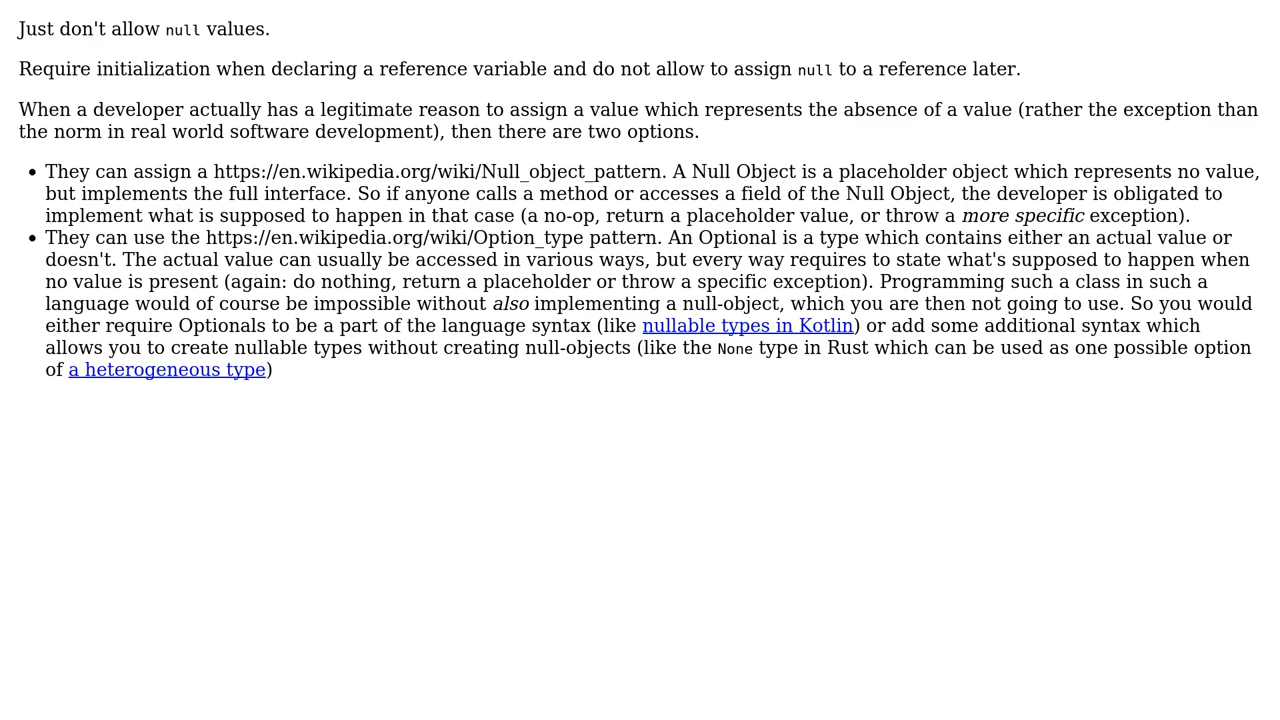 Just don't allow null values.
Require initialization when declaring a reference variable and do not allow to assign null to a reference later.
When a developer actually has a legitimate reason to assign a value which represents the absence of a value (rather the exception than
the norm in real world software development), then there are two options.
• They can assign a https://en.wikipedia.org/wiki/Null_object_pattern. A Null Object is a placeholder object which represents no value,
but implements the full interface. So if anyone calls a method or accesses a field of the Null Object, the developer is obligated to
implement what is supposed to happen in that case (a no-op, return a placeholder value, or throw a more specific exception).
• They can use the https://en.wikipedia.org/wiki/Option_type pattern. An Optional is a type which contains either an actual value or
doesn't. The actual value can usually be accessed in various ways, but every way requires to state what's supposed to happen when
no value is present (again: do nothing, return a placeholder or throw a specific exception). Programming such a class in such a
language would of course be impossible without also implementing a null-object, which you are then not going to use. So you would
either require Optionals to be a part of the language syntax (like nullable types in Kotlin) or add some additional syntax which
allows you to create nullable types without creating null-objects (like the None type in Rust which can be used as one possible option
of a heterogeneous type)